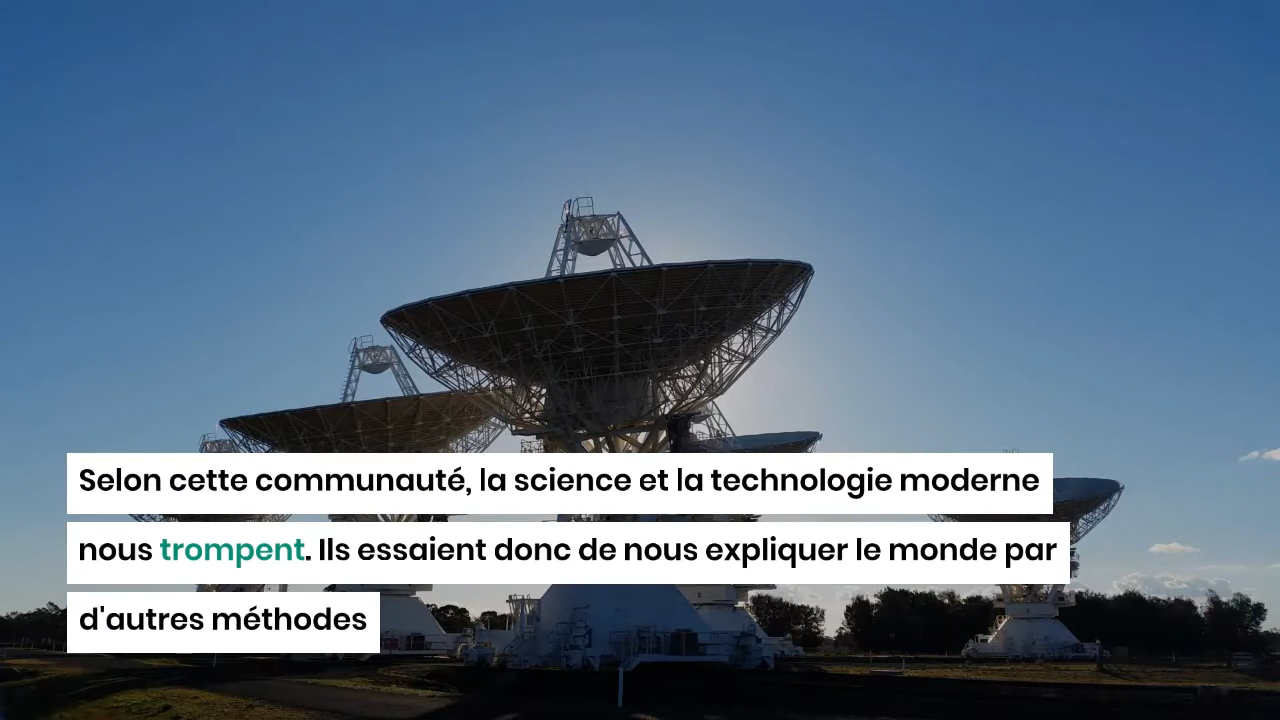 Selon cette communauté, la science et la technologie moderne
nous trompent. Ils essaient donc de nous expliquer le monde par
d'autres méthodes